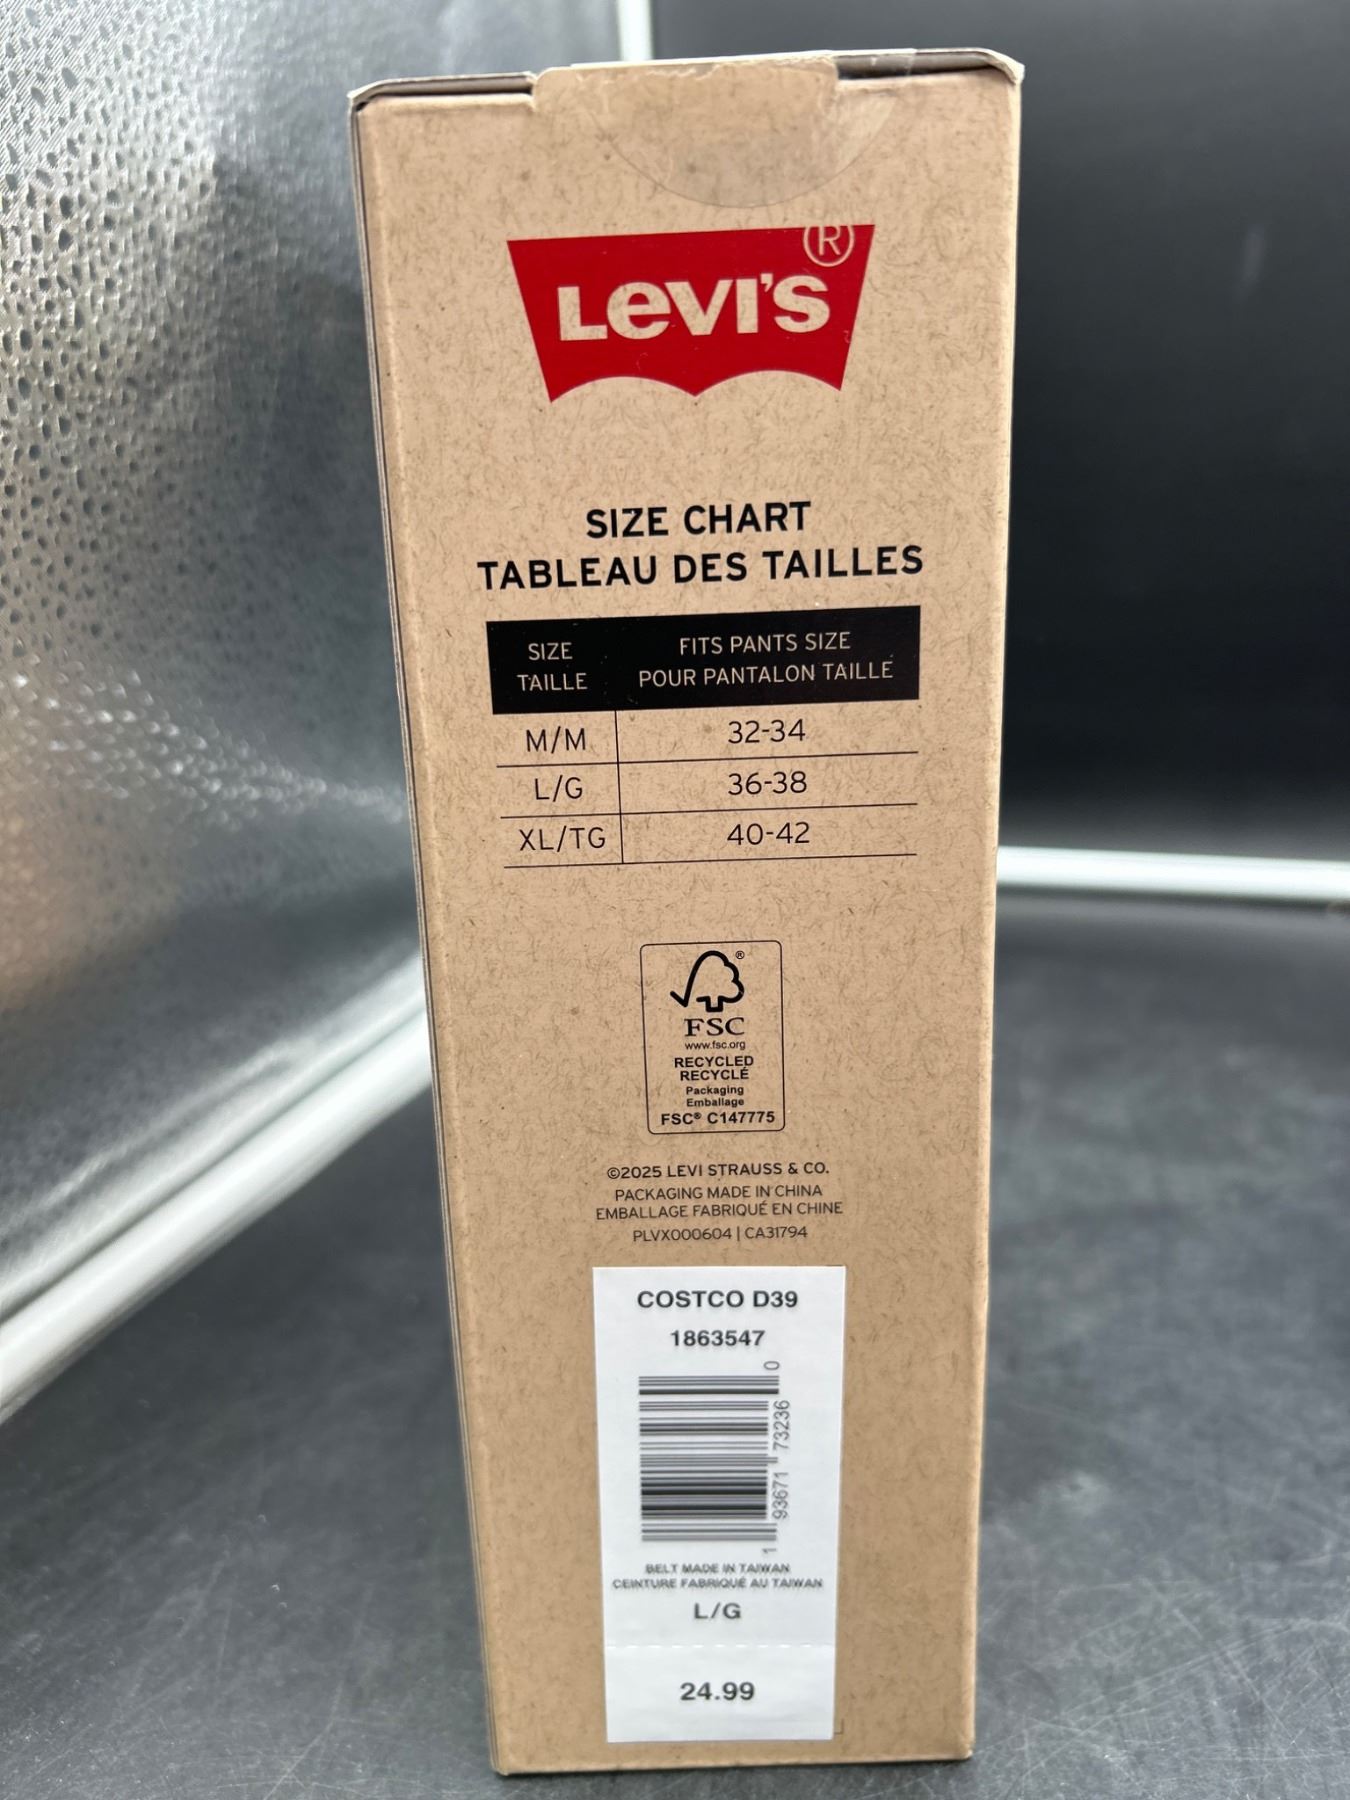 LEVI'S®
SIZE CHART
TABLEAU DES TAILLES
SIZE TAILLE FITS PANTS SIZE POUR PANTALON TAILLE
M/M 32-34
L/G 36-38
XL/TG 40-42
®
FSC
www.fsc.org
RECYCLED
RECYCLÉ
Packaging
Emballage
FSC® C147775
©2025 LEVI STRAUSS & CO.
PACKAGING MADE IN CHINA
EMBALLAGE FABRIQUÉ EN CHINE
PLVX000604 | CA31794
COSTCO D39
1863547
1 93671 73236 0
BELT MADE IN TAIWAN
CEINTURE FABRIQUÉ AU TAIWAN
L/G
24.99